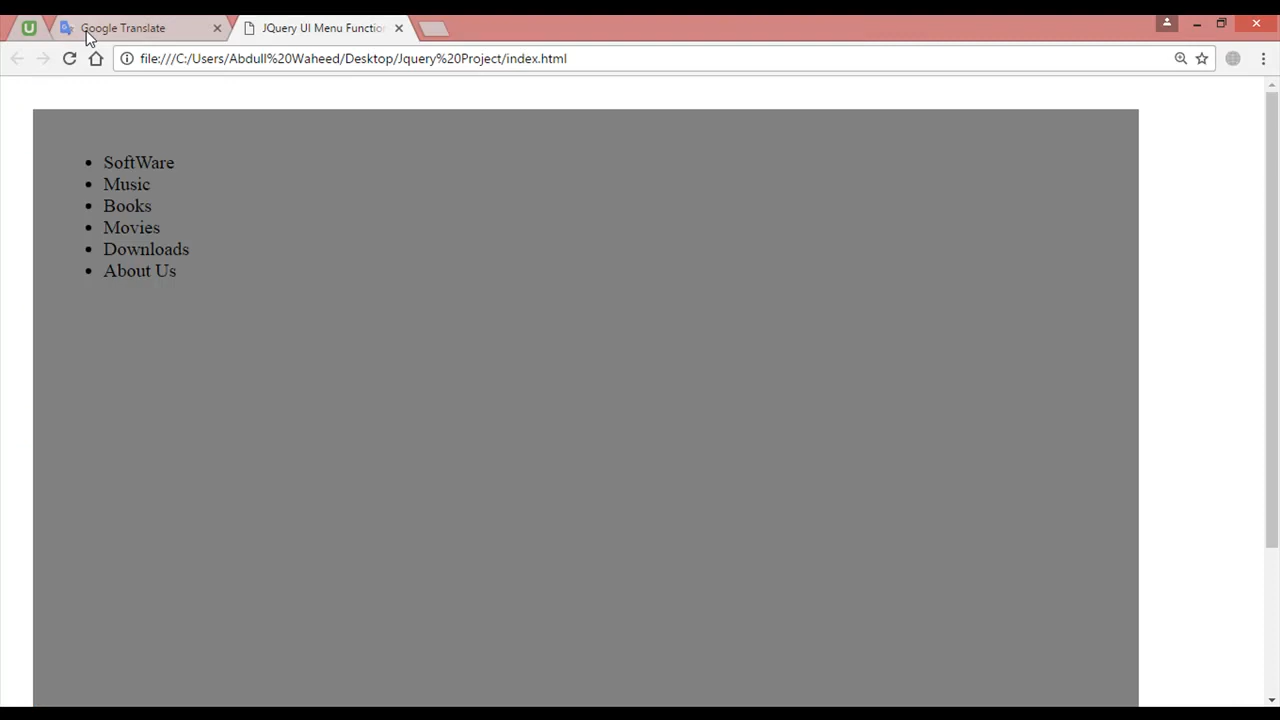 Google Translate
JQuery UI Menu Functio
file:///C:/Users/Abdull%20Waheed/Desktop/Jquery%20Project/index.html
SoftWare
Music
Books
Movies
Downloads
About Us